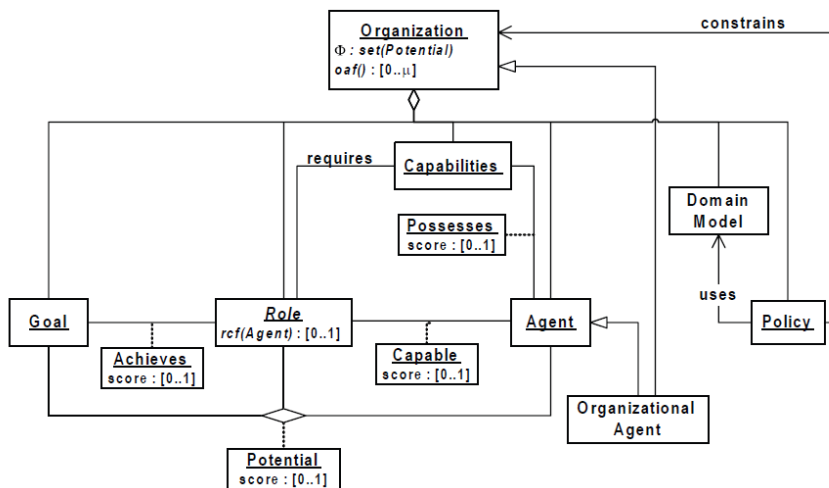 Organization
Φ : set(Potential)
oaf() : [0..μ]
constrains
requires
Capabilities
Possesses
score : [0..1]
Domain
Model
uses
Goal
Role
rcf(Agent) : [0..1]
Agent
Policy
Achieves
score : [0..1]
Capable
score : [0..1]
Organizational
Agent
Potential
score : [0..1]